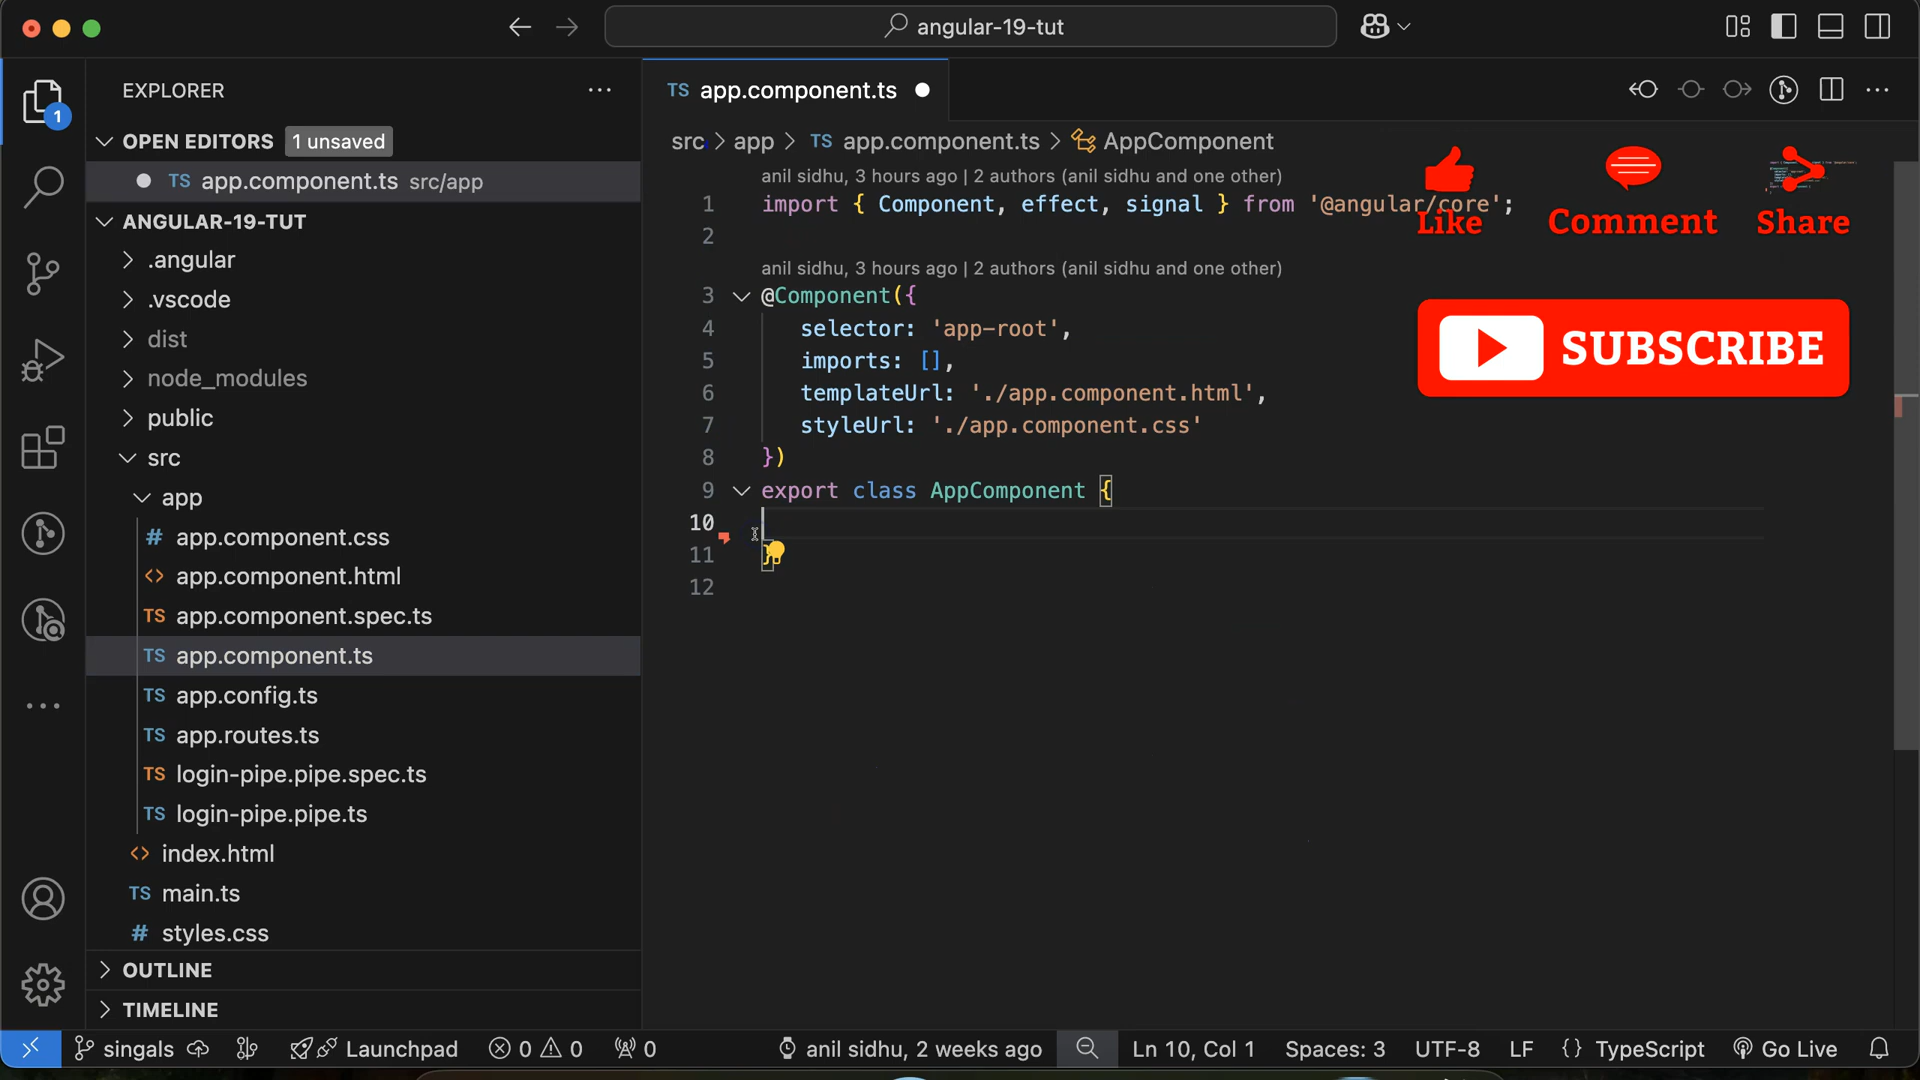 angular-19-tut
EXPLORER
OPEN EDITORS 1 unsaved
TS app.component.ts src/app
ANGULAR-19-TUT
.angular
.vscode
dist
node_modules
public
src
app
# app.component.css
<> app.component.html
TS app.component.spec.ts
TS app.component.ts
TS app.config.ts
TS app.routes.ts
TS login-pipe.pipe.spec.ts
TS login-pipe.pipe.ts
<> index.html
TS main.ts
# styles.css
OUTLINE
TIMELINE
1
TS app.component.ts
src > app > TS app.component.ts > AppComponent
anil sidhu, 3 hours ago | 2 authors (anil sidhu and one other)
1 import { Component, effect, signal } from '@angular/core';
2
anil sidhu, 3 hours ago | 2 authors (anil sidhu and one other)
3 @Component({
4 selector: 'app-root',
5 imports: [],
6 templateUrl: './app.component.html',
7 styleUrl: './app.component.css'
8 })
9 export class AppComponent {
10
11 }
12
Like Comment Share
SUBSCRIBE
singals Launchpad 0 0 0 anil sidhu, 2 weeks ago Ln 10, Col 1 Spaces: 3 UTF-8 LF {} TypeScript Go Live